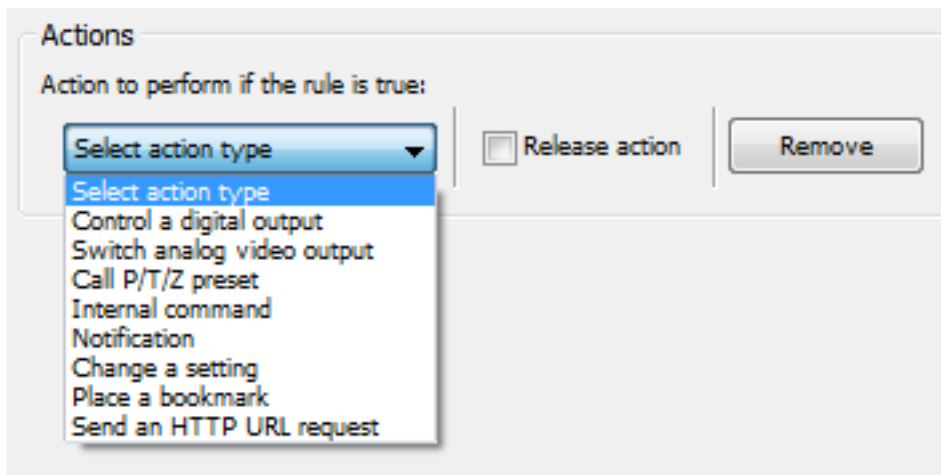 Actions
Action to perform if the rule is true:
Select action type
Release action
Remove
Select action type
Control a digital output
Switch analog video output
Call P/T/Z preset
Internal command
Notification
Change a setting
Place a bookmark
Send an HTTP URL request